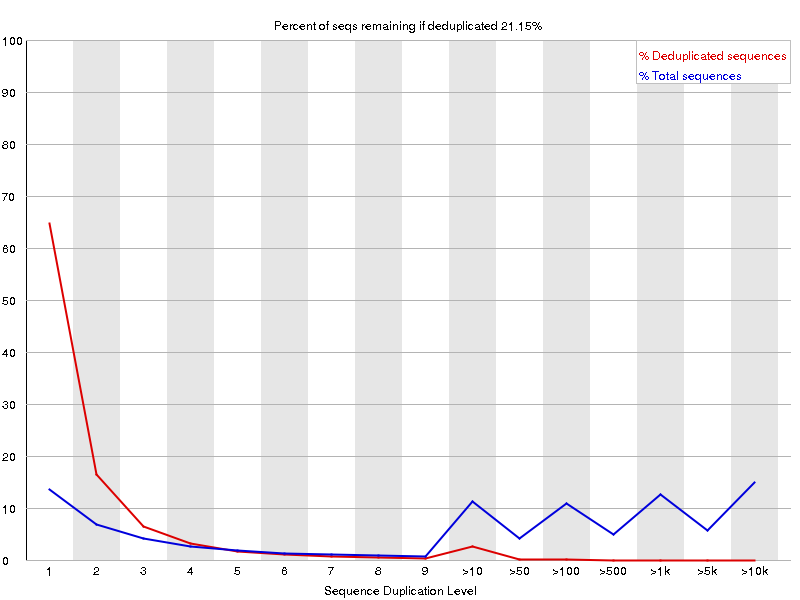 Percent of seqs remaining if deduplicated 21.15%
% Deduplicated sequences
% Total sequences
100
90
80
70
60
50
40
30
20
10
0
1 2 3 4 5 6 7 8 9 >10 >50 >100 >500 >1k >5k >10k
Sequence Duplication Level